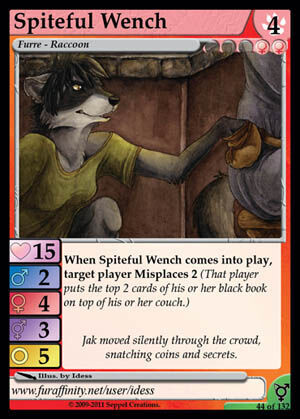 Spiteful Wench
4
Furre - Raccoon
15
2
4
3
5
When Spiteful Wench comes into play,
target player Misplaces 2 (That player
puts the top 2 cards of his or her black book
on top of his or her couch.)
Jak moved silently through the crowd,
snatching coins and secrets.
Illus. by Idess
www.furaffinity.net/user/idess
© 2009-2011 Seppel Creations.
44 of 132